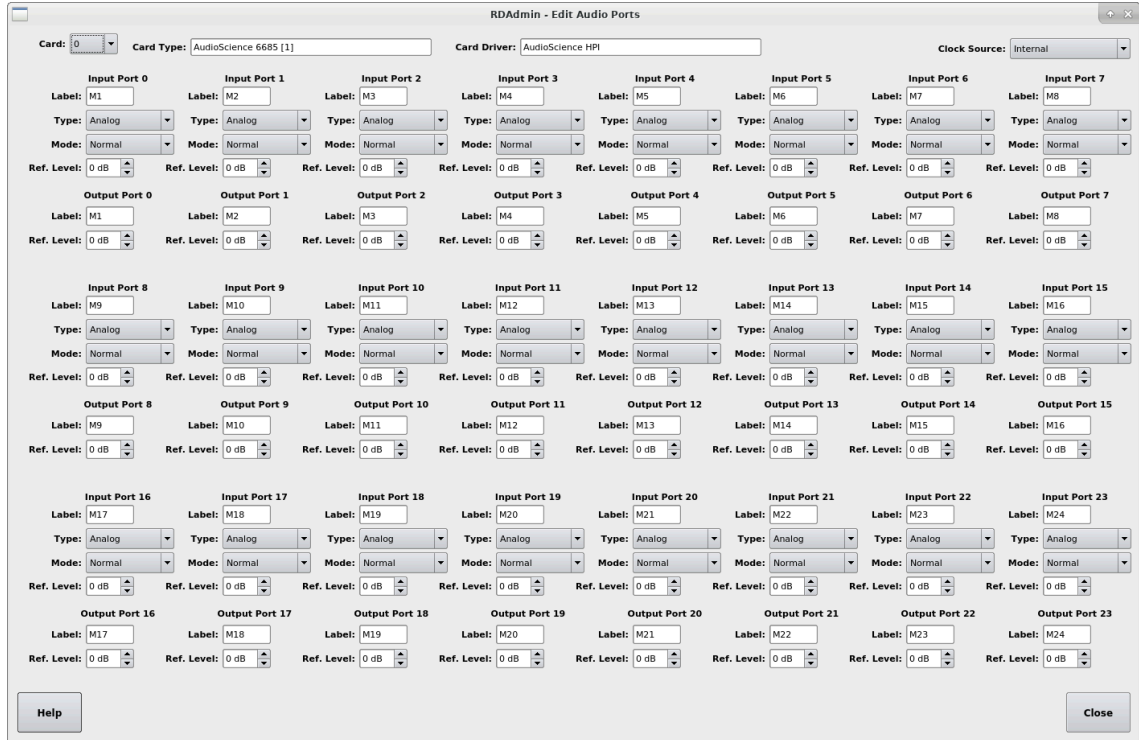 RDAdmin - Edit Audio Ports
Card: 0 Card Type: AudioScience 6685 [1] Card Driver: AudioScience HPI Clock Source: Internal
Input Port 0 Input Port 1 Input Port 2 Input Port 3 Input Port 4 Input Port 5 Input Port 6 Input Port 7
Label: M1 Label: M2 Label: M3 Label: M4 Label: M5 Label: M6 Label: M7 Label: M8
Type: Analog Type: Analog Type: Analog Type: Analog Type: Analog Type: Analog Type: Analog Type: Analog
Mode: Normal Mode: Normal Mode: Normal Mode: Normal Mode: Normal Mode: Normal Mode: Normal Mode: Normal
Ref. Level: 0 dB Ref. Level: 0 dB Ref. Level: 0 dB Ref. Level: 0 dB Ref. Level: 0 dB Ref. Level: 0 dB Ref. Level: 0 dB Ref. Level: 0 dB
Output Port 0 Output Port 1 Output Port 2 Output Port 3 Output Port 4 Output Port 5 Output Port 6 Output Port 7
Label: M1 Label: M2 Label: M3 Label: M4 Label: M5 Label: M6 Label: M7 Label: M8
Ref. Level: 0 dB Ref. Level: 0 dB Ref. Level: 0 dB Ref. Level: 0 dB Ref. Level: 0 dB Ref. Level: 0 dB Ref. Level: 0 dB Ref. Level: 0 dB
Input Port 8 Input Port 9 Input Port 10 Input Port 11 Input Port 12 Input Port 13 Input Port 14 Input Port 15
Label: M9 Label: M10 Label: M11 Label: M12 Label: M13 Label: M14 Label: M15 Label: M16
Type: Analog Type: Analog Type: Analog Type: Analog Type: Analog Type: Analog Type: Analog Type: Analog
Mode: Normal Mode: Normal Mode: Normal Mode: Normal Mode: Normal Mode: Normal Mode: Normal Mode: Normal
Ref. Level: 0 dB Ref. Level: 0 dB Ref. Level: 0 dB Ref. Level: 0 dB Ref. Level: 0 dB Ref. Level: 0 dB Ref. Level: 0 dB Ref. Level: 0 dB
Output Port 8 Output Port 9 Output Port 10 Output Port 11 Output Port 12 Output Port 13 Output Port 14 Output Port 15
Label: M9 Label: M10 Label: M11 Label: M12 Label: M13 Label: M14 Label: M15 Label: M16
Ref. Level: 0 dB Ref. Level: 0 dB Ref. Level: 0 dB Ref. Level: 0 dB Ref. Level: 0 dB Ref. Level: 0 dB Ref. Level: 0 dB Ref. Level: 0 dB
Input Port 16 Input Port 17 Input Port 18 Input Port 19 Input Port 20 Input Port 21 Input Port 22 Input Port 23
Label: M17 Label: M18 Label: M19 Label: M20 Label: M21 Label: M22 Label: M23 Label: M24
Type: Analog Type: Analog Type: Analog Type: Analog Type: Analog Type: Analog Type: Analog Type: Analog
Mode: Normal Mode: Normal Mode: Normal Mode: Normal Mode: Normal Mode: Normal Mode: Normal Mode: Normal
Ref. Level: 0 dB Ref. Level: 0 dB Ref. Level: 0 dB Ref. Level: 0 dB Ref. Level: 0 dB Ref. Level: 0 dB Ref. Level: 0 dB Ref. Level: 0 dB
Output Port 16 Output Port 17 Output Port 18 Output Port 19 Output Port 20 Output Port 21 Output Port 22 Output Port 23
Label: M17 Label: M18 Label: M19 Label: M20 Label: M21 Label: M22 Label: M23 Label: M24
Ref. Level: 0 dB Ref. Level: 0 dB Ref. Level: 0 dB Ref. Level: 0 dB Ref. Level: 0 dB Ref. Level: 0 dB Ref. Level: 0 dB Ref. Level: 0 dB
Help Close